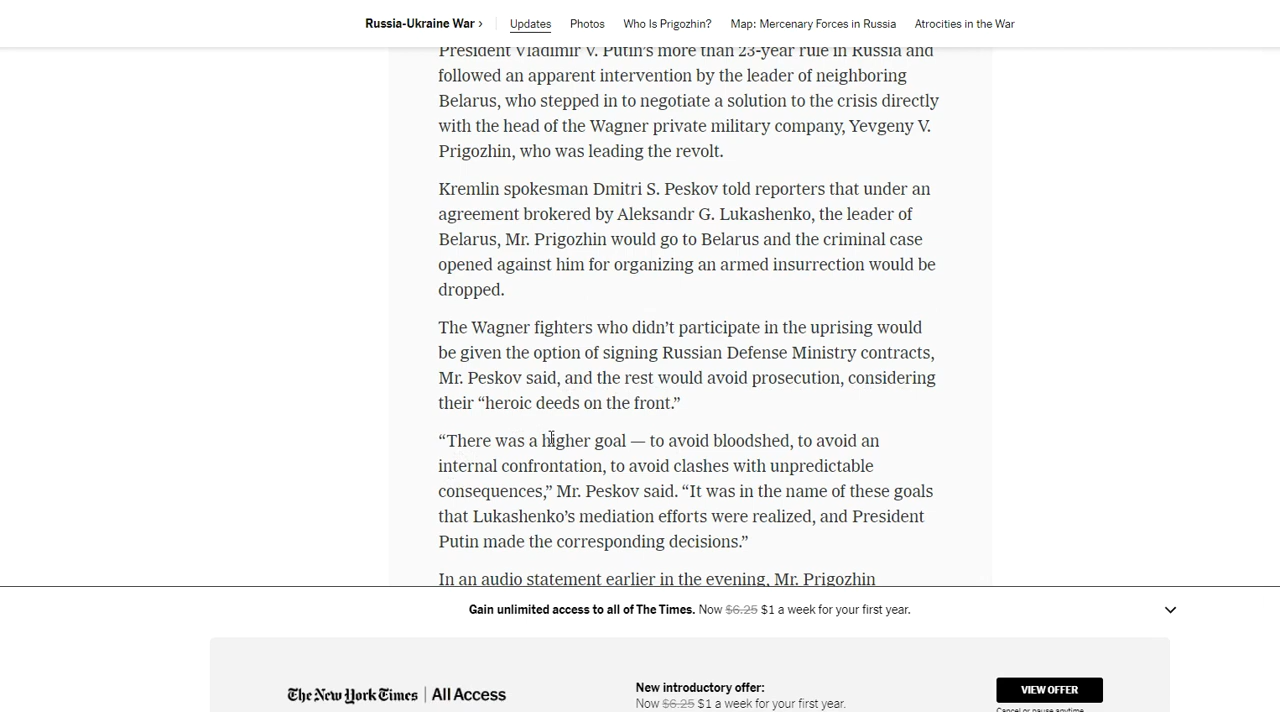 Russia-Ukraine War › Updates Photos Who Is Prigozhin? Map: Mercenary Forces in Russia Atrocities in the War
President Vladimir V. Putin’s more than 23-year rule in Russia and
followed an apparent intervention by the leader of neighboring
Belarus, who stepped in to negotiate a solution to the crisis directly
with the head of the Wagner private military company, Yevgeny V.
Prigozhin, who was leading the revolt.
Kremlin spokesman Dmitri S. Peskov told reporters that under an
agreement brokered by Aleksandr G. Lukashenko, the leader of
Belarus, Mr. Prigozhin would go to Belarus and the criminal case
opened against him for organizing an armed insurrection would be
dropped.
The Wagner fighters who didn’t participate in the uprising would
be given the option of signing Russian Defense Ministry contracts,
Mr. Peskov said, and the rest would avoid prosecution, considering
their “heroic deeds on the front.”
“There was a higher goal — to avoid bloodshed, to avoid an
internal confrontation, to avoid clashes with unpredictable
consequences,” Mr. Peskov said. “It was in the name of these goals
that Lukashenko’s mediation efforts were realized, and President
Putin made the corresponding decisions.”
In an audio statement earlier in the evening, Mr. Prigozhin
Gain unlimited access to all of The Times. Now $6.25 $1 a week for your first year.
The New York Times | All Access
New introductory offer:
Now $6.25 $1 a week for your first year.
VIEW OFFER
Cancel or pause anytime.